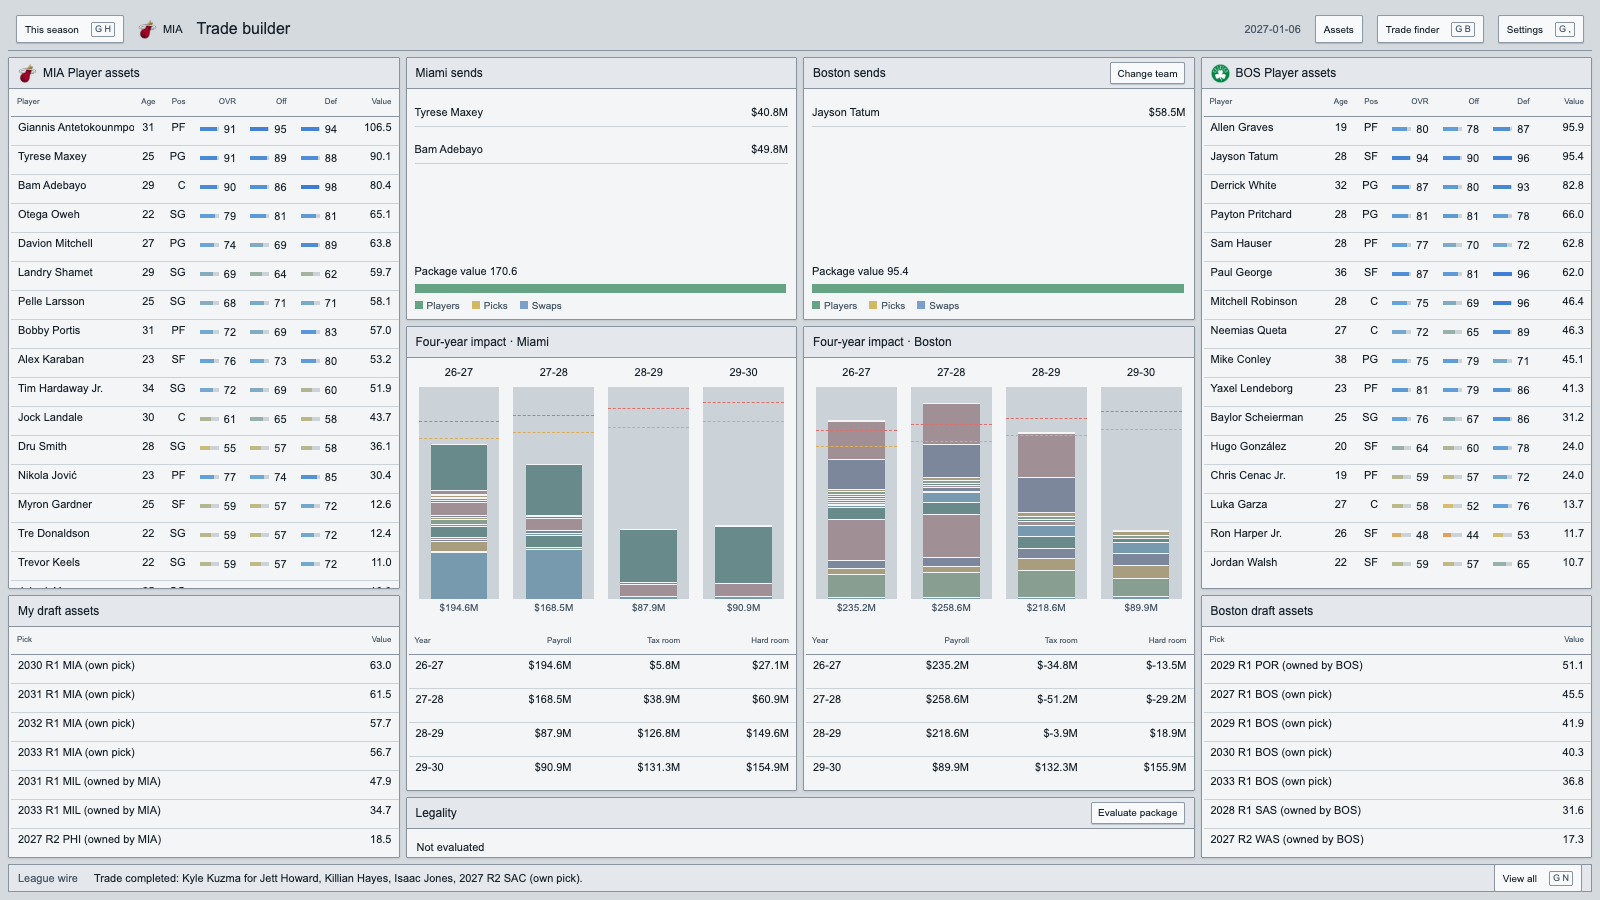 This season G H MIA Trade builder 2027-01-06 Assets Trade finder G B Settings G ,
MIA Player assets
Player Age Pos OVR Off Def Value
Giannis Antetokounmpo 31 PF 91 95 94 106.5
Tyrese Maxey 25 PG 91 89 88 90.1
Bam Adebayo 29 C 90 86 98 80.4
Otega Oweh 22 SG 79 81 81 65.1
Davion Mitchell 27 PG 74 69 89 63.8
Landry Shamet 29 SG 69 64 62 59.7
Pelle Larsson 25 SG 68 71 71 58.1
Bobby Portis 31 PF 72 69 83 57.0
Alex Karaban 23 SF 76 73 80 53.2
Tim Hardaway Jr. 34 SG 72 69 60 51.9
Jock Landale 30 C 61 65 58 43.7
Dru Smith 28 SG 55 57 58 36.1
Nikola Jović 23 PF 77 74 85 30.4
Myron Gardner 25 SF 59 57 72 12.6
Tre Donaldson 22 SG 59 57 72 12.4
Trevor Keels 22 SG 59 57 72 11.0
My draft assets
Pick Value
2030 R1 MIA (own pick) 63.0
2031 R1 MIA (own pick) 61.5
2032 R1 MIA (own pick) 57.7
2033 R1 MIA (own pick) 56.7
2031 R1 MIL (owned by MIA) 47.9
2033 R1 MIL (owned by MIA) 34.7
2027 R2 PHI (owned by MIA) 18.5
Miami sends
Tyrese Maxey $40.8M
Bam Adebayo $49.8M
Package value 170.6
Players Picks Swaps
Four-year impact · Miami
26-27 27-28 28-29 29-30
$194.6M $168.5M $87.9M $90.9M
Year Payroll Tax room Hard room
26-27 $194.6M $5.8M $27.1M
27-28 $168.5M $38.9M $60.9M
28-29 $87.9M $126.8M $149.6M
29-30 $90.9M $131.3M $154.9M
Boston sends Change team
Jayson Tatum $58.5M
Package value 95.4
Players Picks Swaps
Four-year impact · Boston
26-27 27-28 28-29 29-30
$235.2M $258.6M $218.6M $89.9M
Year Payroll Tax room Hard room
26-27 $235.2M $-34.8M $-13.5M
27-28 $258.6M $-51.2M $-29.2M
28-29 $218.6M $-3.9M $18.9M
29-30 $89.9M $132.3M $155.9M
Legality Evaluate package
Not evaluated
BOS Player assets
Player Age Pos OVR Off Def Value
Allen Graves 19 PF 80 78 87 95.9
Jayson Tatum 28 SF 94 90 96 95.4
Derrick White 32 PG 87 80 93 82.8
Payton Pritchard 28 PG 81 81 78 66.0
Sam Hauser 28 PF 77 70 72 62.8
Paul George 36 SF 87 81 96 62.0
Mitchell Robinson 28 C 75 69 96 46.4
Neemias Queta 27 C 72 65 89 46.3
Mike Conley 38 PG 75 79 71 45.1
Yaxel Lendeborg 23 PF 81 79 86 41.3
Baylor Scheierman 25 SG 76 67 86 31.2
Hugo González 20 SF 64 60 78 24.0
Chris Cenac Jr. 19 PF 59 57 72 24.0
Luka Garza 27 C 58 52 76 13.7
Ron Harper Jr. 26 SF 48 44 53 11.7
Jordan Walsh 22 SF 59 57 65 10.7
Boston draft assets
Pick Value
2029 R1 POR (owned by BOS) 51.1
2027 R1 BOS (own pick) 45.5
2029 R1 BOS (own pick) 41.9
2030 R1 BOS (own pick) 40.3
2033 R1 BOS (own pick) 36.8
2028 R1 SAS (owned by BOS) 31.6
2027 R2 WAS (owned by BOS) 17.3
League wire Trade completed: Kyle Kuzma for Jett Howard, Killian Hayes, Isaac Jones, 2027 R2 SAC (own pick). View all G N